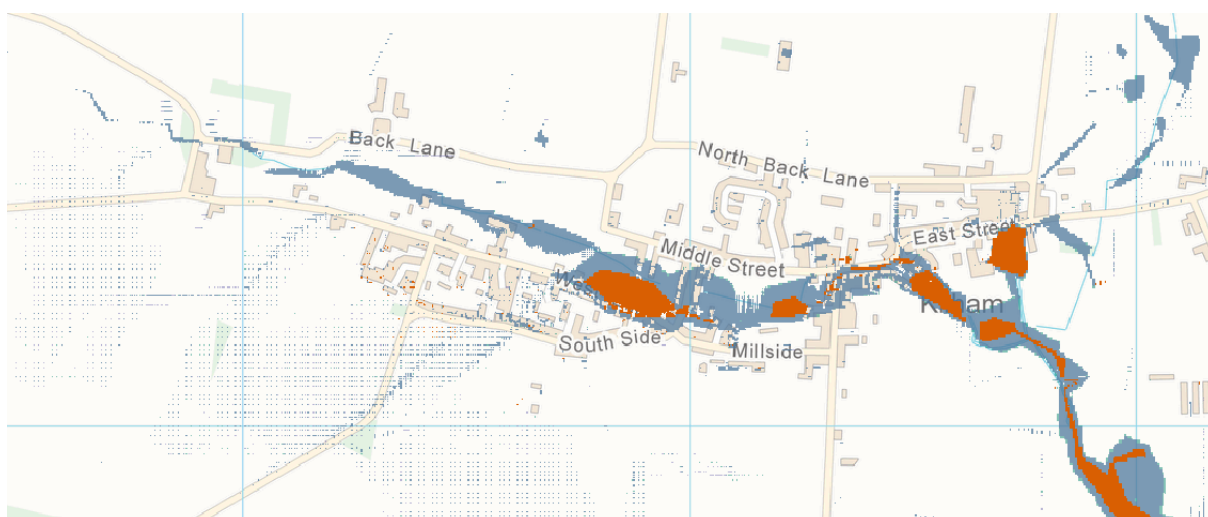 Back Lane
North Back Lane
East Street
Middle Street
South Side
Millside